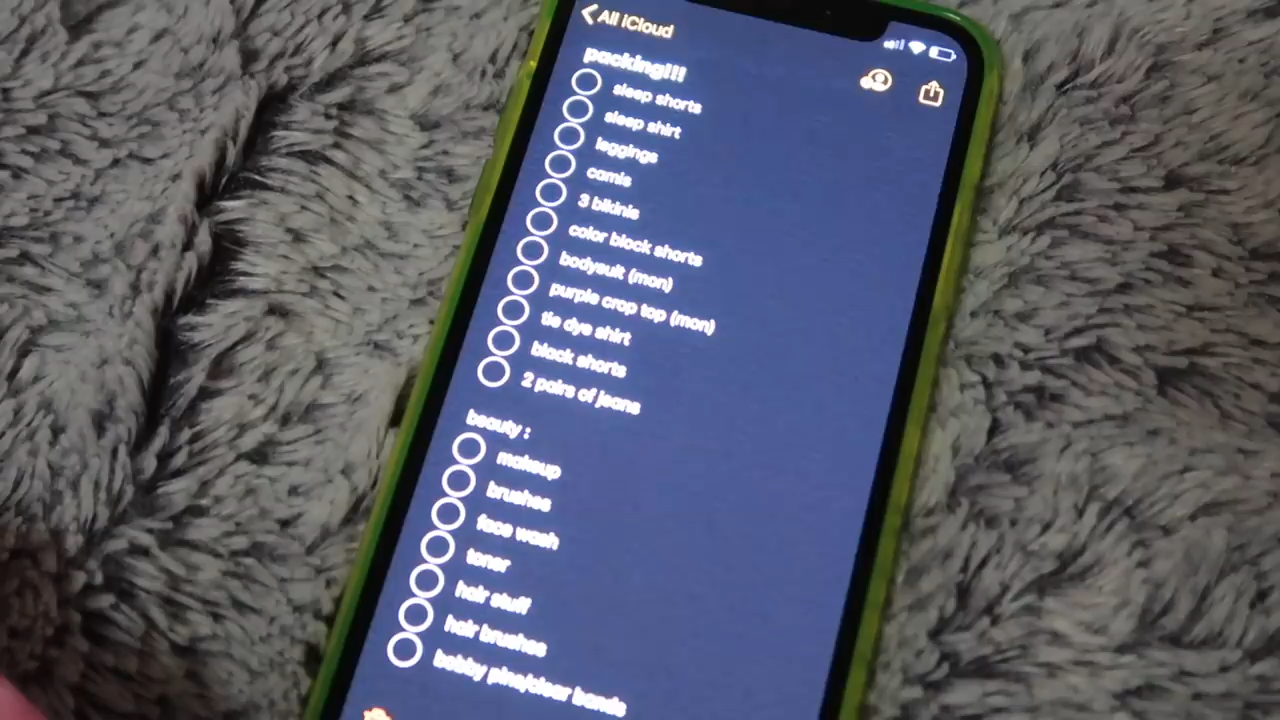 All iCloud
packing!!!
sleep shorts
sleep shirt
leggings
camis
3 bikinis
color block shorts
bodysuit (mon)
purple crop top (mon)
tie dye shirt
black shorts
2 pairs of jeans
beauty :
makeup
brushes
face wash
toner
hair stuff
hair brushes
bobby pins/clear bands